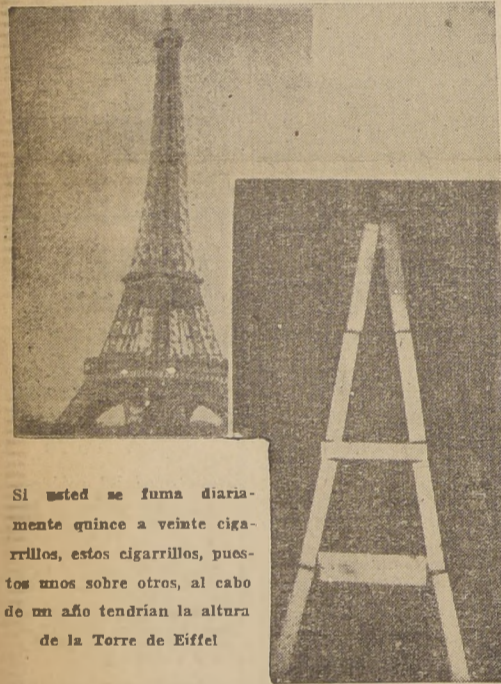 Si usted se fuma diaria-
mente quince a veinte ciga-
rrillos, estos cigarrillos, pues-
tos unos sobre otros, al cabo
de un año tendrían la altura
de la Torre de Eiffel